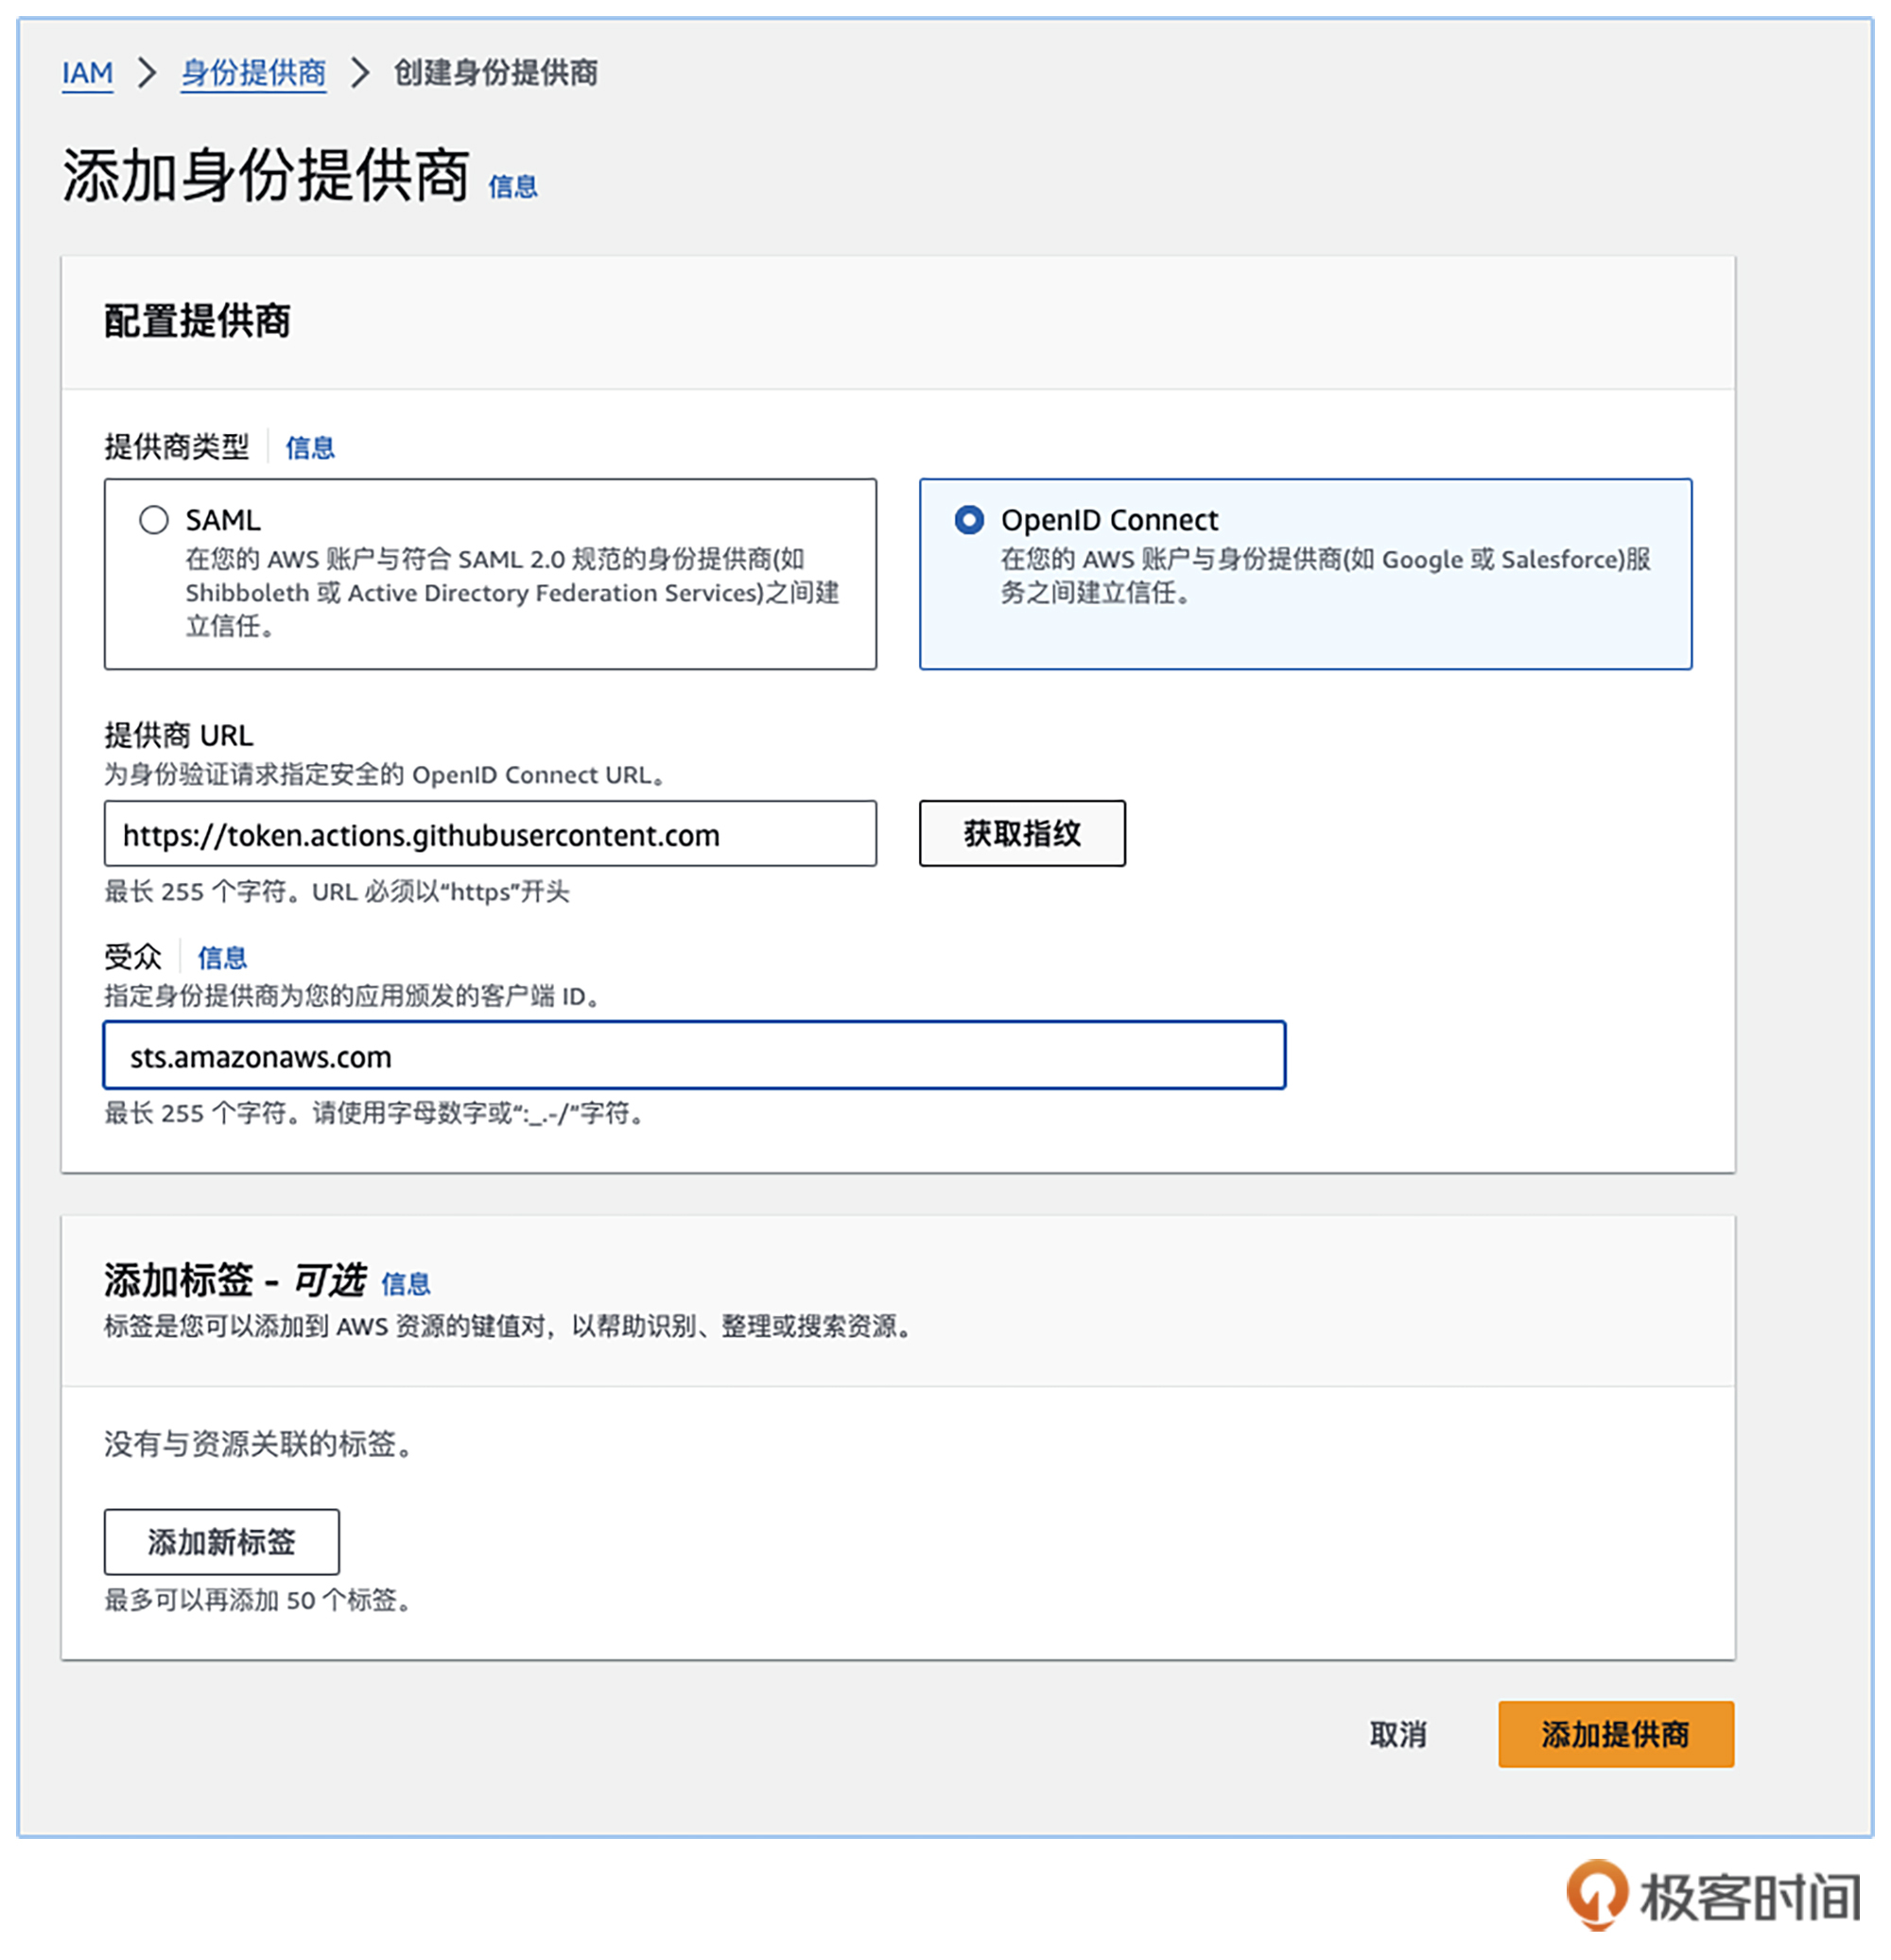 IAM > 身份提供商 > 创建身份提供商
添加身份提供商 信息
配置提供商
提供商类型 信息
SAML
在您的 AWS 账户与符合 SAML 2.0 规范的身份提供商(如
Shibboleth 或 Active Directory Federation Services)之间建
立信任。
OpenID Connect
在您的 AWS 账户与身份提供商(如 Google 或 Salesforce)服
务之间建立信任。
提供商 URL
为身份验证请求指定安全的 OpenID Connect URL。
https://token.actions.githubusercontent.com
获取指纹
最长 255 个字符。URL 必须以“https”开头
受众 信息
指定身份提供商为您的应用颁发的客户端 ID。
sts.amazonaws.com
最长 255 个字符。请使用字母数字或“:_.-/“字符。
添加标签 - 可选 信息
标签是您可以添加到 AWS 资源的键值对，以帮助识别、整理或搜索资源。
没有与资源关联的标签。
添加新标签
最多可以再添加 50 个标签。
取消
添加提供商
极客时间